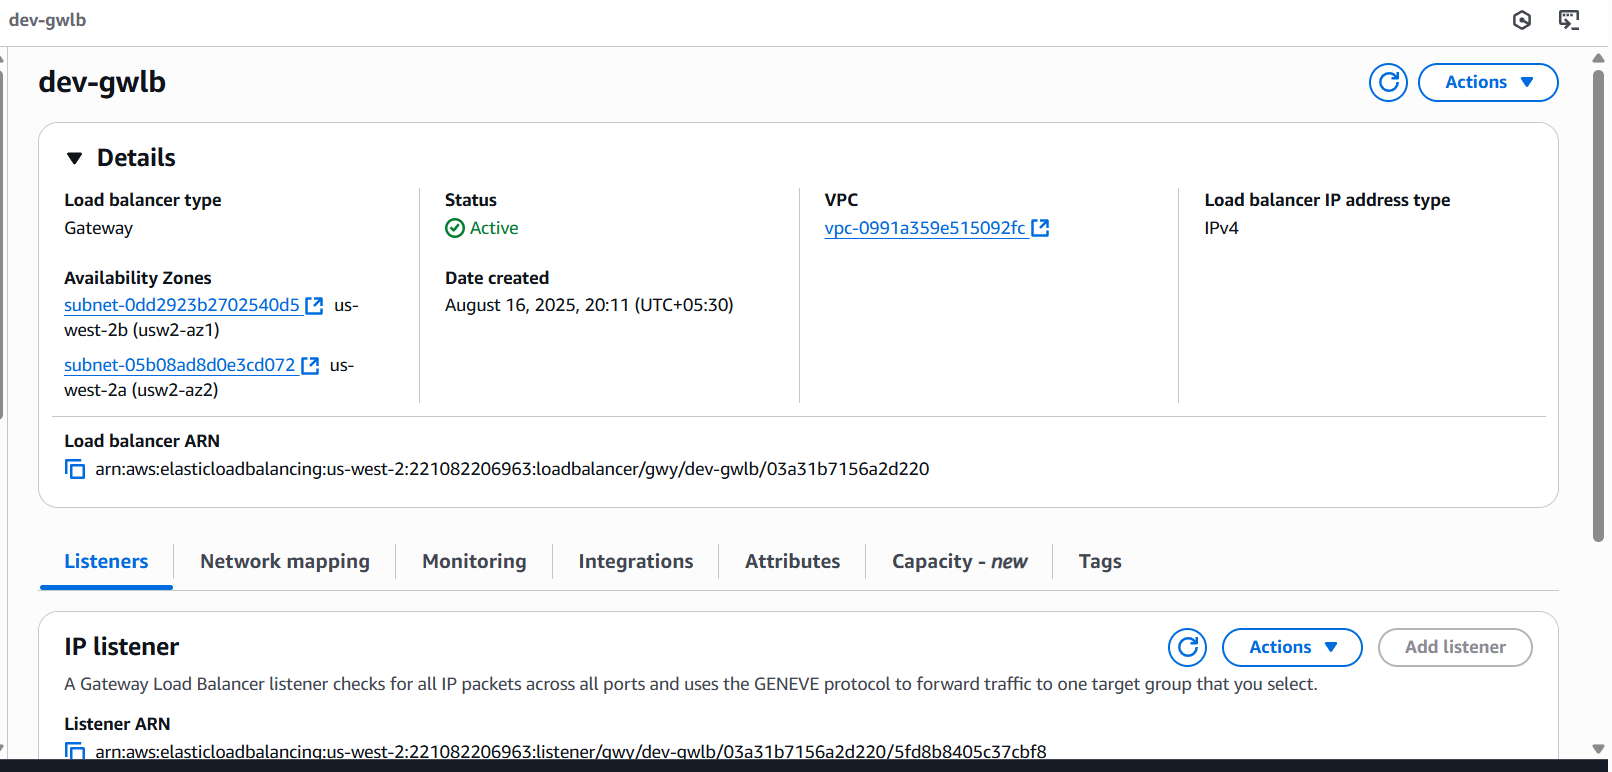 dev-gwlb
dev-gwlb
Actions
Details
Load balancer type
Gateway
Status
Active
VPC
vpc-0991a359e515092fc
Load balancer IP address type
IPv4
Availability Zones
subnet-0dd2923b2702540d5 us-
west-2b (usw2-az1)
subnet-05b08ad8d0e3cd072 us-
west-2a (usw2-az2)
Date created
August 16, 2025, 20:11 (UTC+05:30)
Load balancer ARN
arn:aws:elasticloadbalancing:us-west-2:221082206963:loadbalancer/gwy/dev-gwlb/03a31b7156a2d220
Listeners Network mapping Monitoring Integrations Attributes Capacity - new Tags
IP listener
Actions Add listener
A Gateway Load Balancer listener checks for all IP packets across all ports and uses the GENEVE protocol to forward traffic to one target group that you select.
Listener ARN
arn:aws:elasticloadbalancing:us-west-2:221082206963:listener/gwy/dev-gwlb/03a31b7156a2d220/5fd8b8405c37cbf8